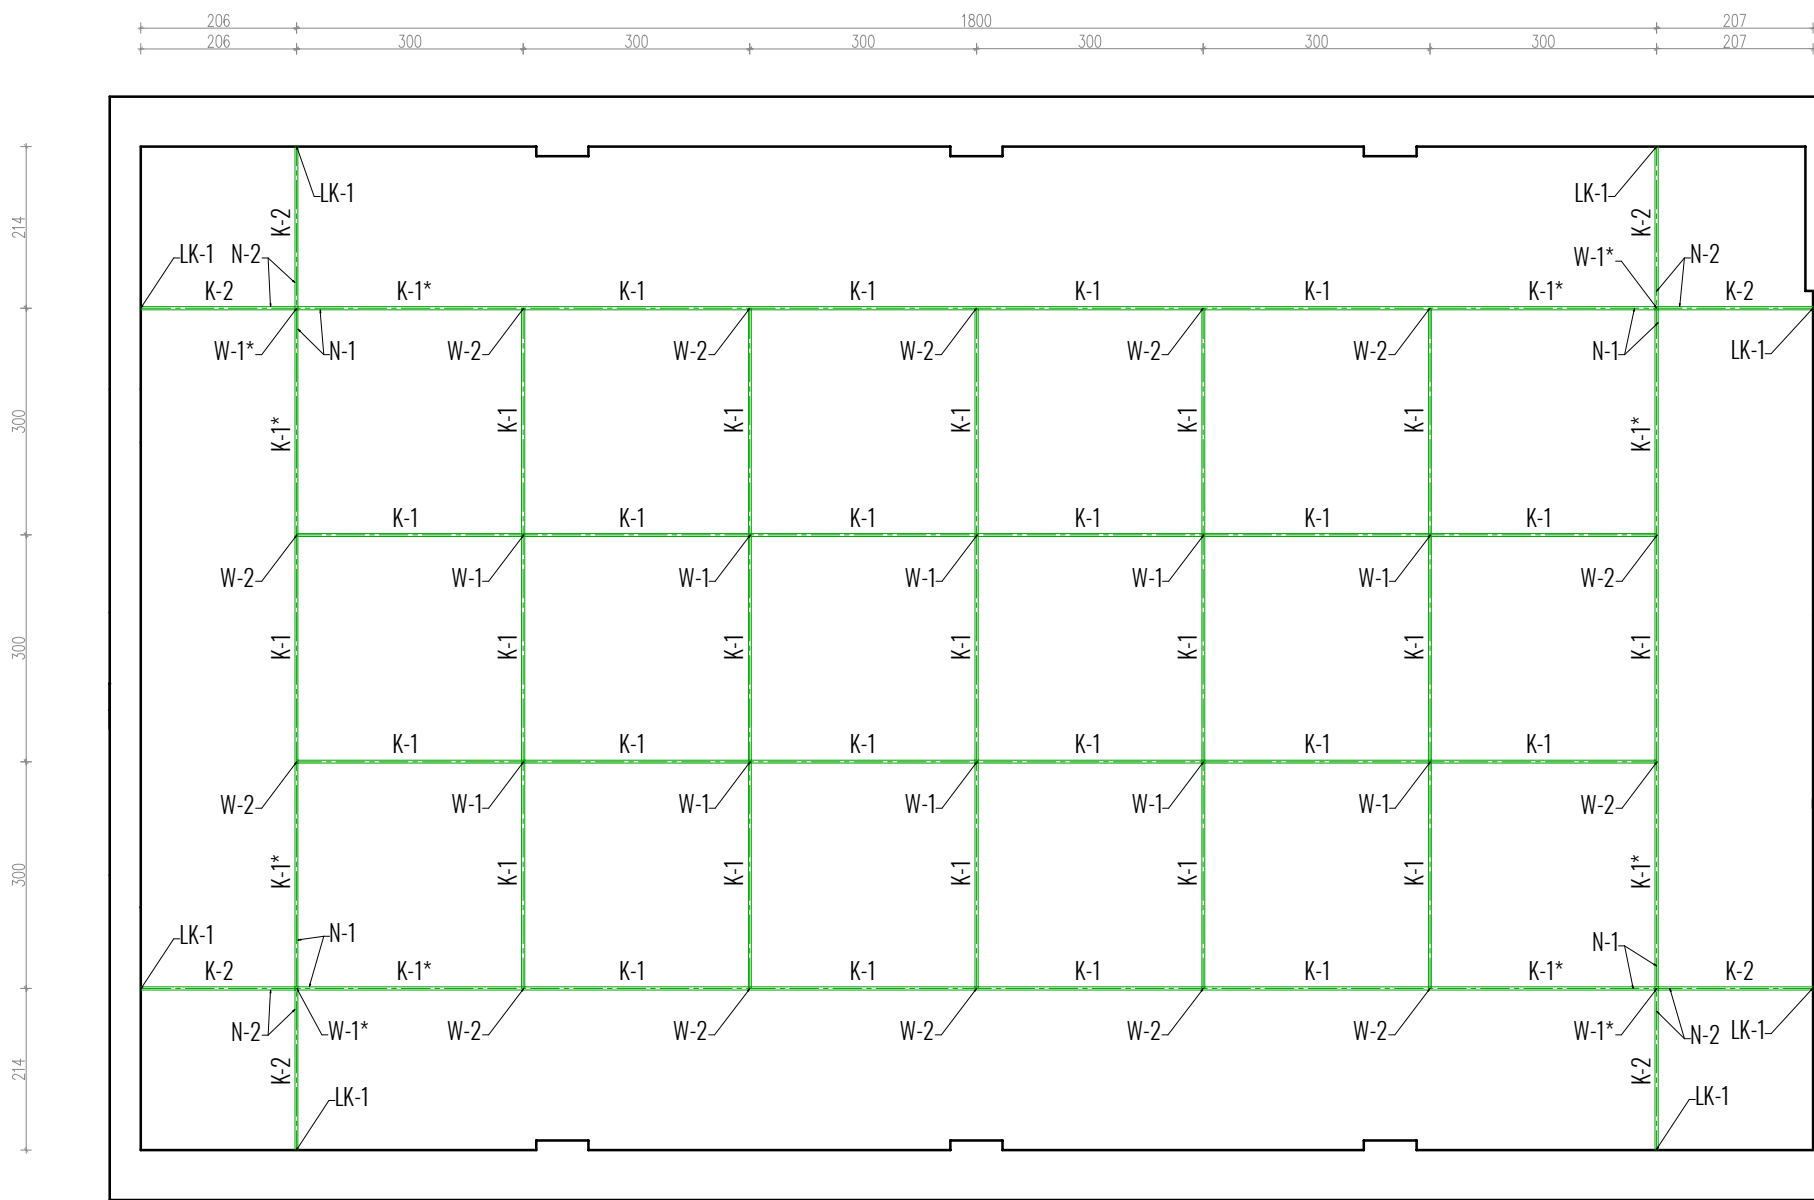 206 1800 207
206 300 300 300 300 300 300 207
LK-1 LK-1
214 K-2 K-2
LK-1 N-2 W-1* N-2
K-2 K-1* K-1 K-1 K-1 K-1 K-1* K-2
W-1* N-1 W-2 W-2 W-2 W-2 W-2 N-1 LK-1
300 K-1* K-1 K-1 K-1 K-1 K-1 K-1*
K-1 K-1 K-1 K-1 K-1 K-1
W-2 W-1 W-1 W-1 W-1 W-1 W-2
300 K-1 K-1 K-1 K-1 K-1 K-1 K-1
K-1 K-1 K-1 K-1 K-1 K-1
W-2 W-1 W-1 W-1 W-1 W-1 W-2
300 K-1* K-1 K-1 K-1 K-1 K-1 K-1*
LK-1 N-1 N-1
K-2 K-1* K-1 K-1 K-1 K-1 K-1* K-2
N-2 W-1* W-2 W-2 W-2 W-2 W-2 W-1* N-2 LK-1
214 K-2 K-2
LK-1 LK-1